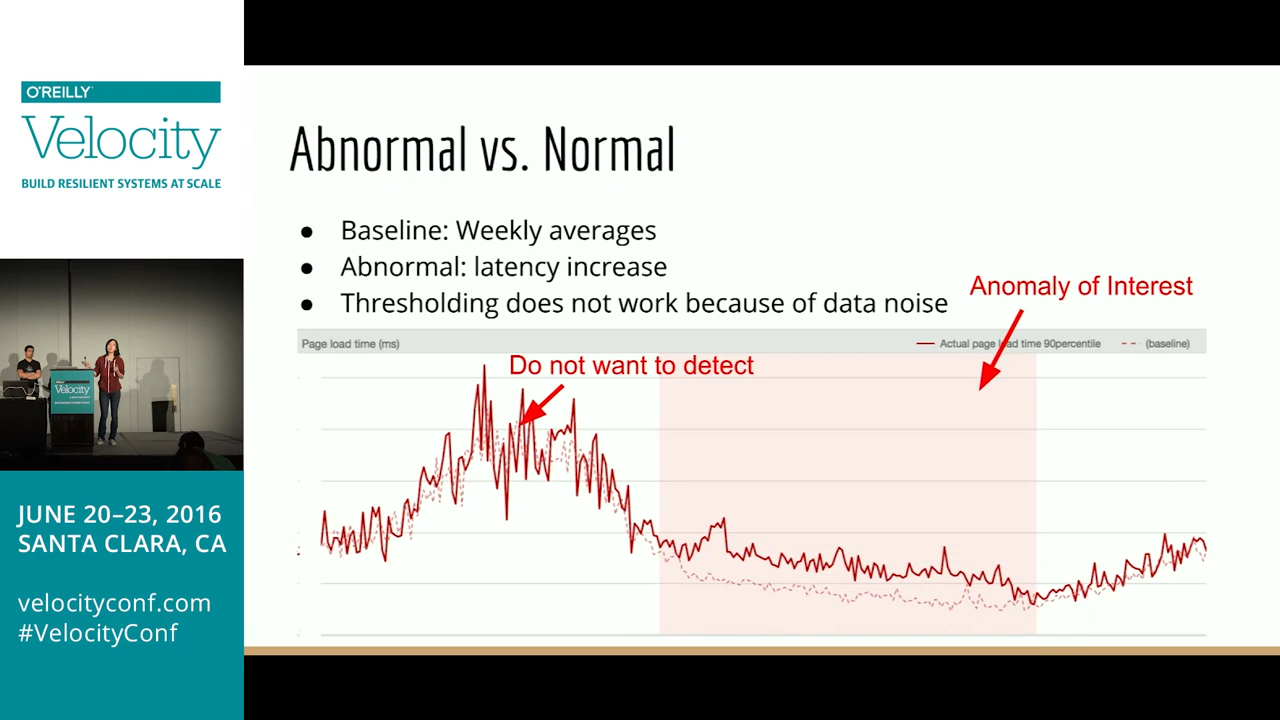 O'REILLY
Velocity
BUILD RESILIENT SYSTEMS AT SCALE
JUNE 20–23, 2016
SANTA CLARA, CA
velocityconf.com
#VelocityConf
Abnormal vs. Normal
● Baseline: Weekly averages
● Abnormal: latency increase
● Thresholding does not work because of data noise
Anomaly of Interest
Page load time (ms)
Actual page load time 90percentile
(baseline)
Do not want to detect
Velocity